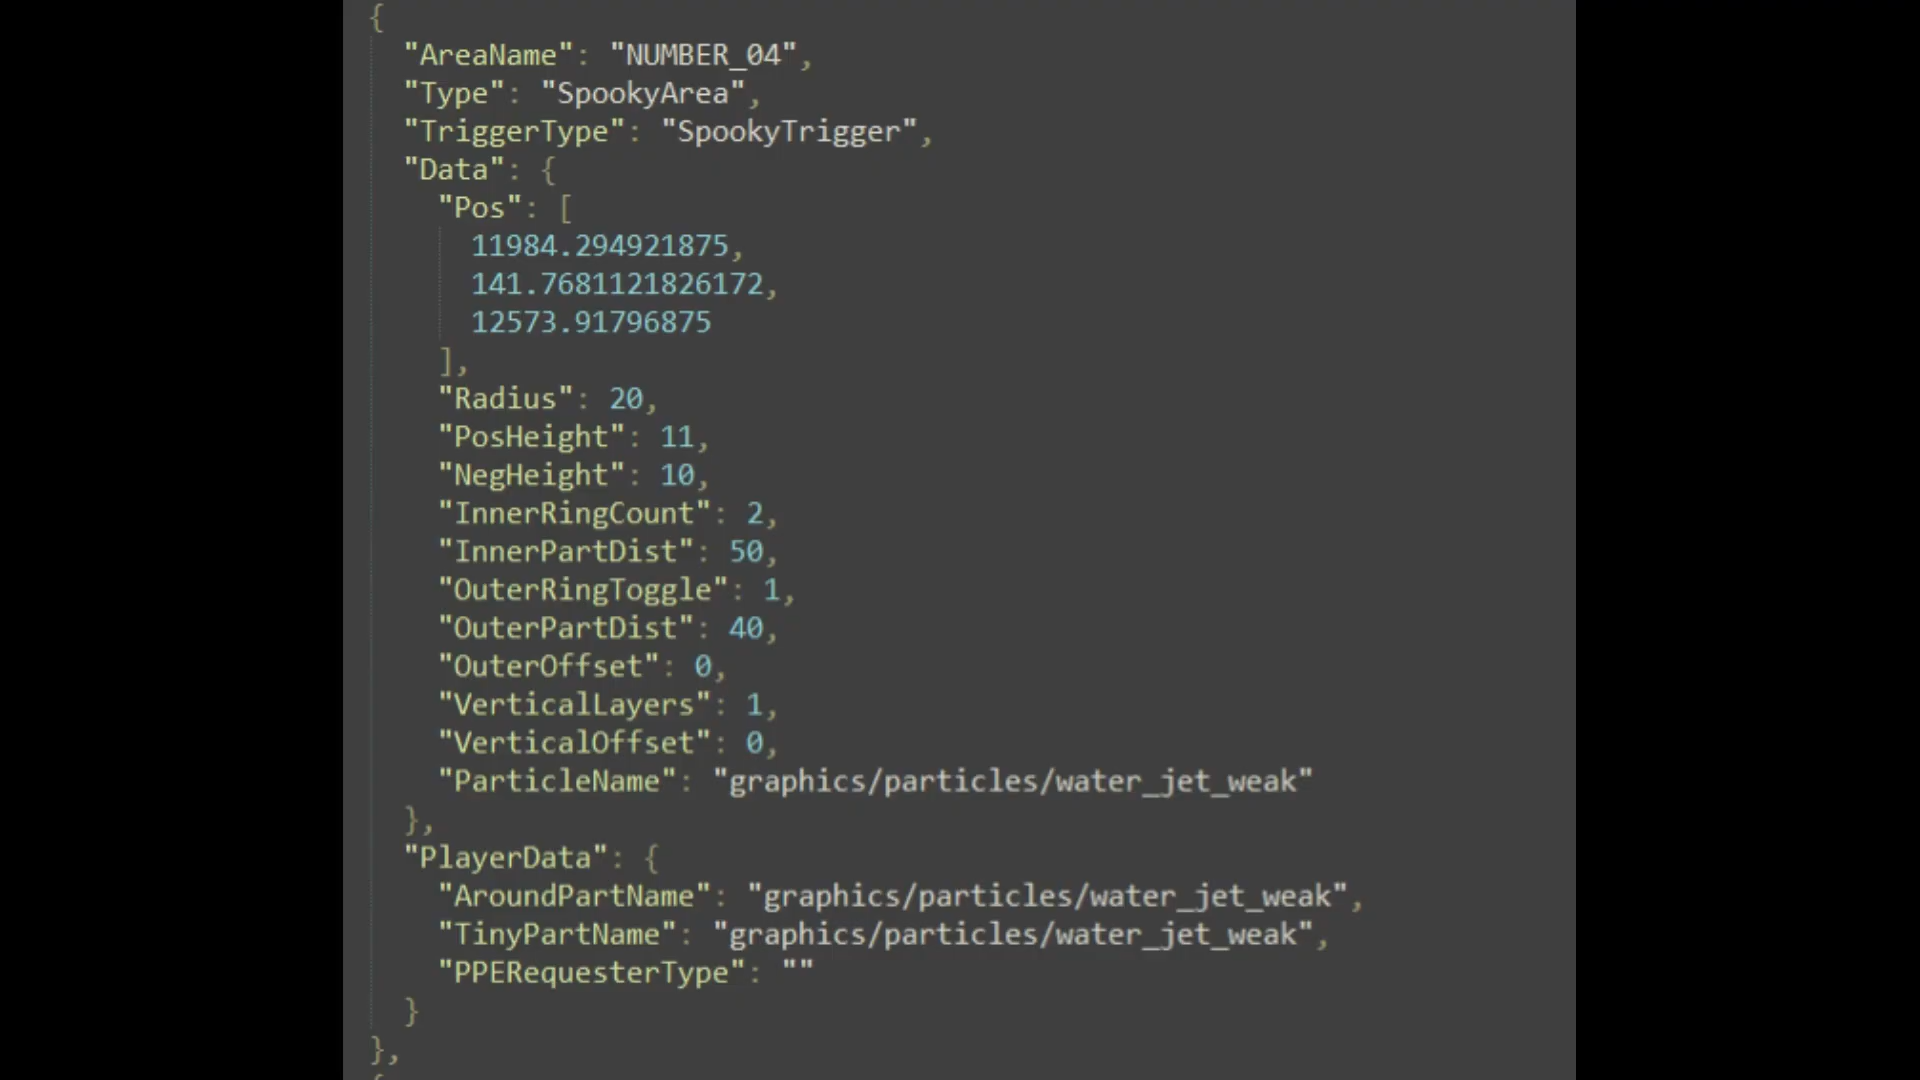 {
"AreaName": "NUMBER_04",
"Type": "SpookyArea",
"TriggerType": "SpookyTrigger",
"Data": {
"Pos": [
11984.294921875,
141.7681121826172,
12573.91796875
],
"Radius": 20,
"PosHeight": 11,
"NegHeight": 10,
"InnerRingCount": 2,
"InnerPartDist": 50,
"OuterRingToggle": 1,
"OuterPartDist": 40,
"OuterOffset": 0,
"VerticalLayers": 1,
"VerticalOffset": 0,
"ParticleName": "graphics/particles/water_jet_weak"
},
"PlayerData": {
"AroundPartName": "graphics/particles/water_jet_weak",
"TinyPartName": "graphics/particles/water_jet_weak",
"PPERequesterType": ""
}
},
{